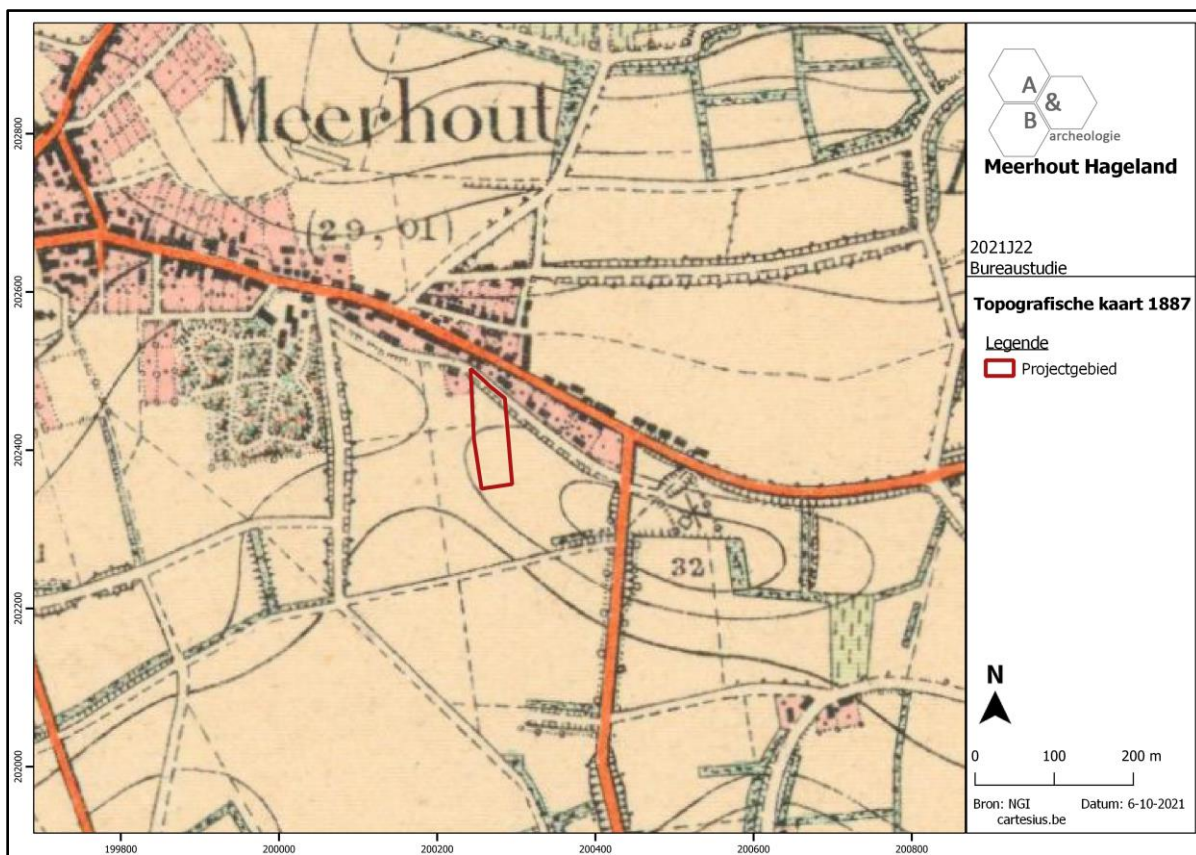 Meerhout
(29,01)
32
202800
202600
202400
202200
202000
199800
200000
200200
200400
200600
200800
A
&
B
archeologie
Meerhout Hageland
2021J22
Bureaustudie
Topografische kaart 1887
Legende
Projectgebied
N
0 100 200 m
Bron: NGI Datum: 6-10-2021
cartesius.be